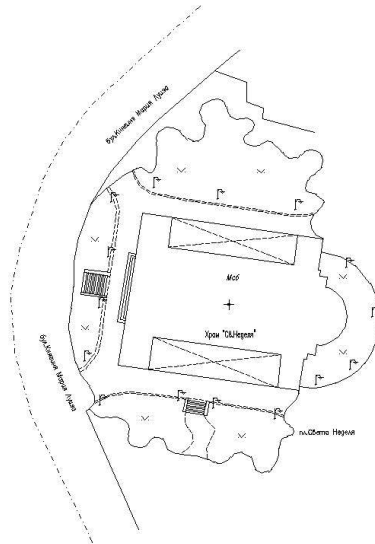 бул.Княгиня Мария Луиза
Мсб
Храм "Св.Неделя"
бул.Княгиня Мария Луиза
пл.Света Неделя